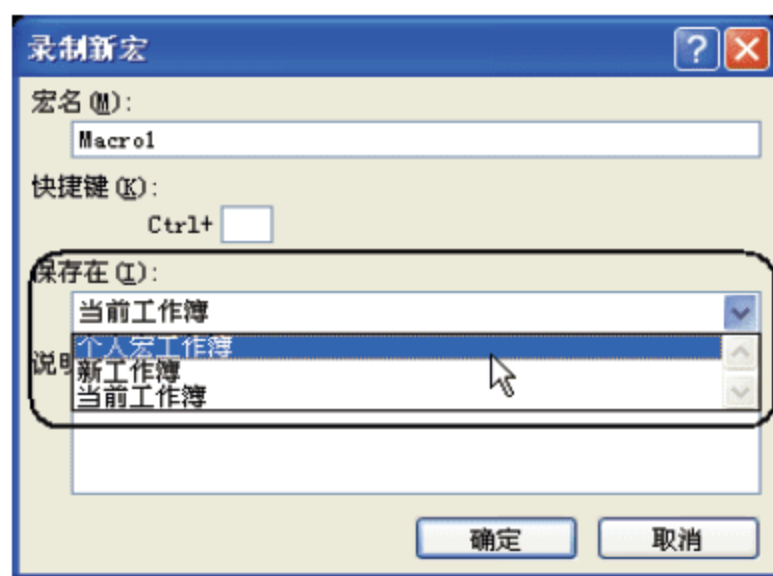 录制新宏
宏名(M):
Macro1
快捷键(K):
Ctrl+
保存在(I):
当前工作簿
个人宏工作簿
说明
新工作簿
当前工作簿
确定 取消